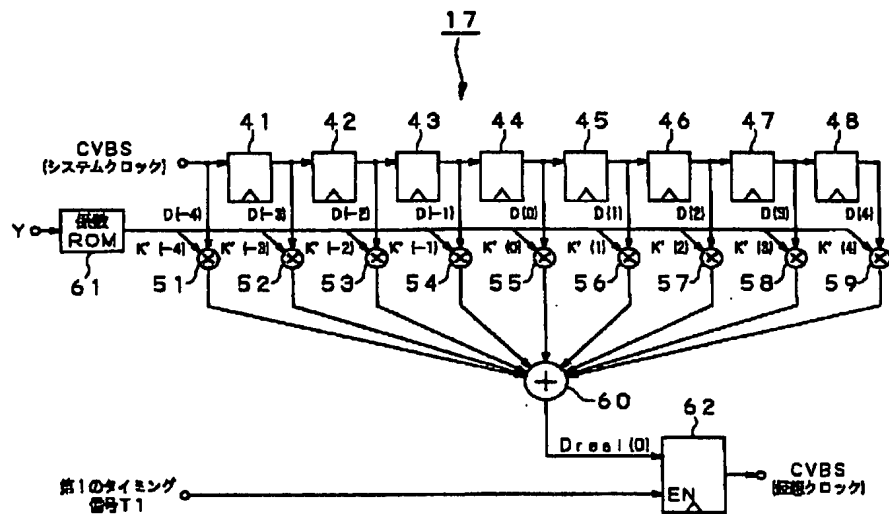 17
41 42 43 44 45 46 47 48
CVBS
(システムクロック)
D(-4) D(-3) D(-2) D(-1) D(0) D(1) D(2) D(3) D(4)
Y
係数
ROM
K'(-4) K'(-3) K'(-2) K'(-1) K'(0) K'(1) K'(2) K'(3) K'(4)
61
51 52 53 54 55 56 57 58 59
+
60
62
Dreal(0)
第1のタイミング
信号T1
EN
CVBS
(仮想クロック)